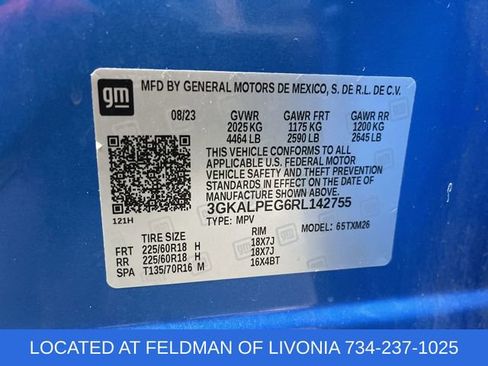 gm
MFD BY GENERAL MOTORS DE MEXICO, S. DE R.L. DE C.V.
08/23 GVWR GAWR FRT GAWR RR
2025 KG 1175 KG 1200 KG
4464 LB 2590 LB 2645 LB
THIS VEHICLE CONFORMS TO ALL
APPLICABLE U.S. FEDERAL MOTOR
VEHICLE SAFETY AND THEFT
PREVENTION STANDARDS IN
EFFECT ON THE DATE OF
MANUFACTURE SHOWN ABOVE.
3GKALPEG6RL142755
121H TYPE: MPV MODEL: 65TXM26
TIRE SIZE RIM
FRT 225/60R18 H 18X7J
RR 225/60R18 H 18X7J
SPA T135/70R16 M 16X4BT
LOCATED AT FELDMAN OF LIVONIA 734-237-1025